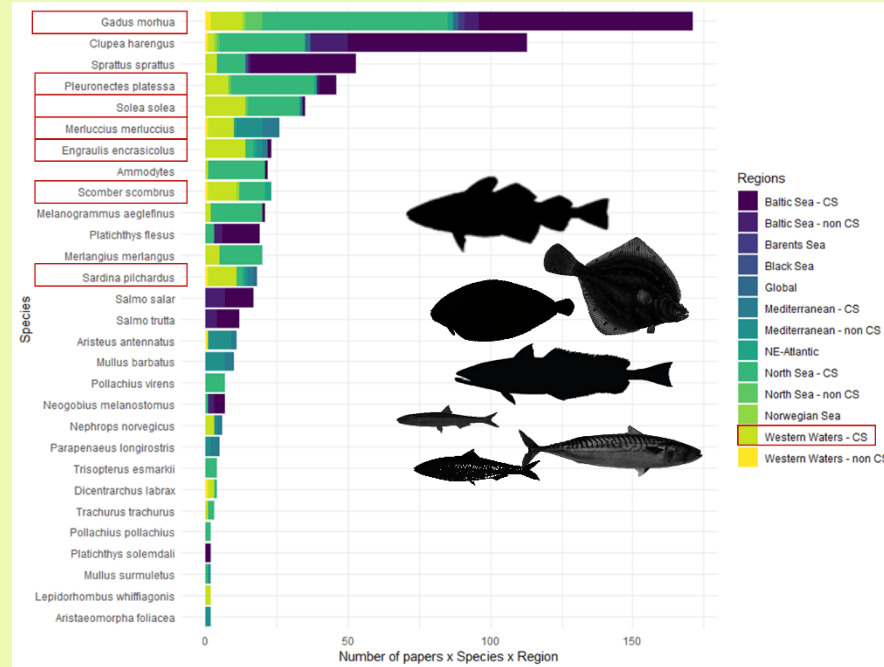 Gadus morhua
Clupea harengus
Sprattus sprattus
Pleuronectes platessa
Solea solea
Merluccius merluccius
Engraulis encrasicolus
Ammodytes
Scomber scombrus
Melanogrammus aeglefinus
Platichthys flesus
Merlangius merlangus
Sardina pilchardus
Salmo salar
Salmo trutta
Aristeus antennatus
Mullus barbatus
Pollachius virens
Neogobius melanostomus
Nephrops norvegicus
Parapenaeus longirostris
Trisopterus esmarkii
Dicentrarchus labrax
Trachurus trachurus
Pollachius pollachius
Platichthys solemdali
Mullus surmuletus
Lepidorhombus whiffiagonis
Aristaeomorpha foliacea
Species
0 50 100 150
Number of papers x Species x Region
Regions
Baltic Sea - CS
Baltic Sea - non CS
Barents Sea
Black Sea
Global
Mediterranean - CS
Mediterranean - non CS
NE-Atlantic
North Sea - CS
North Sea - non CS
Norwegian Sea
Western Waters - CS
Western Waters - non CS